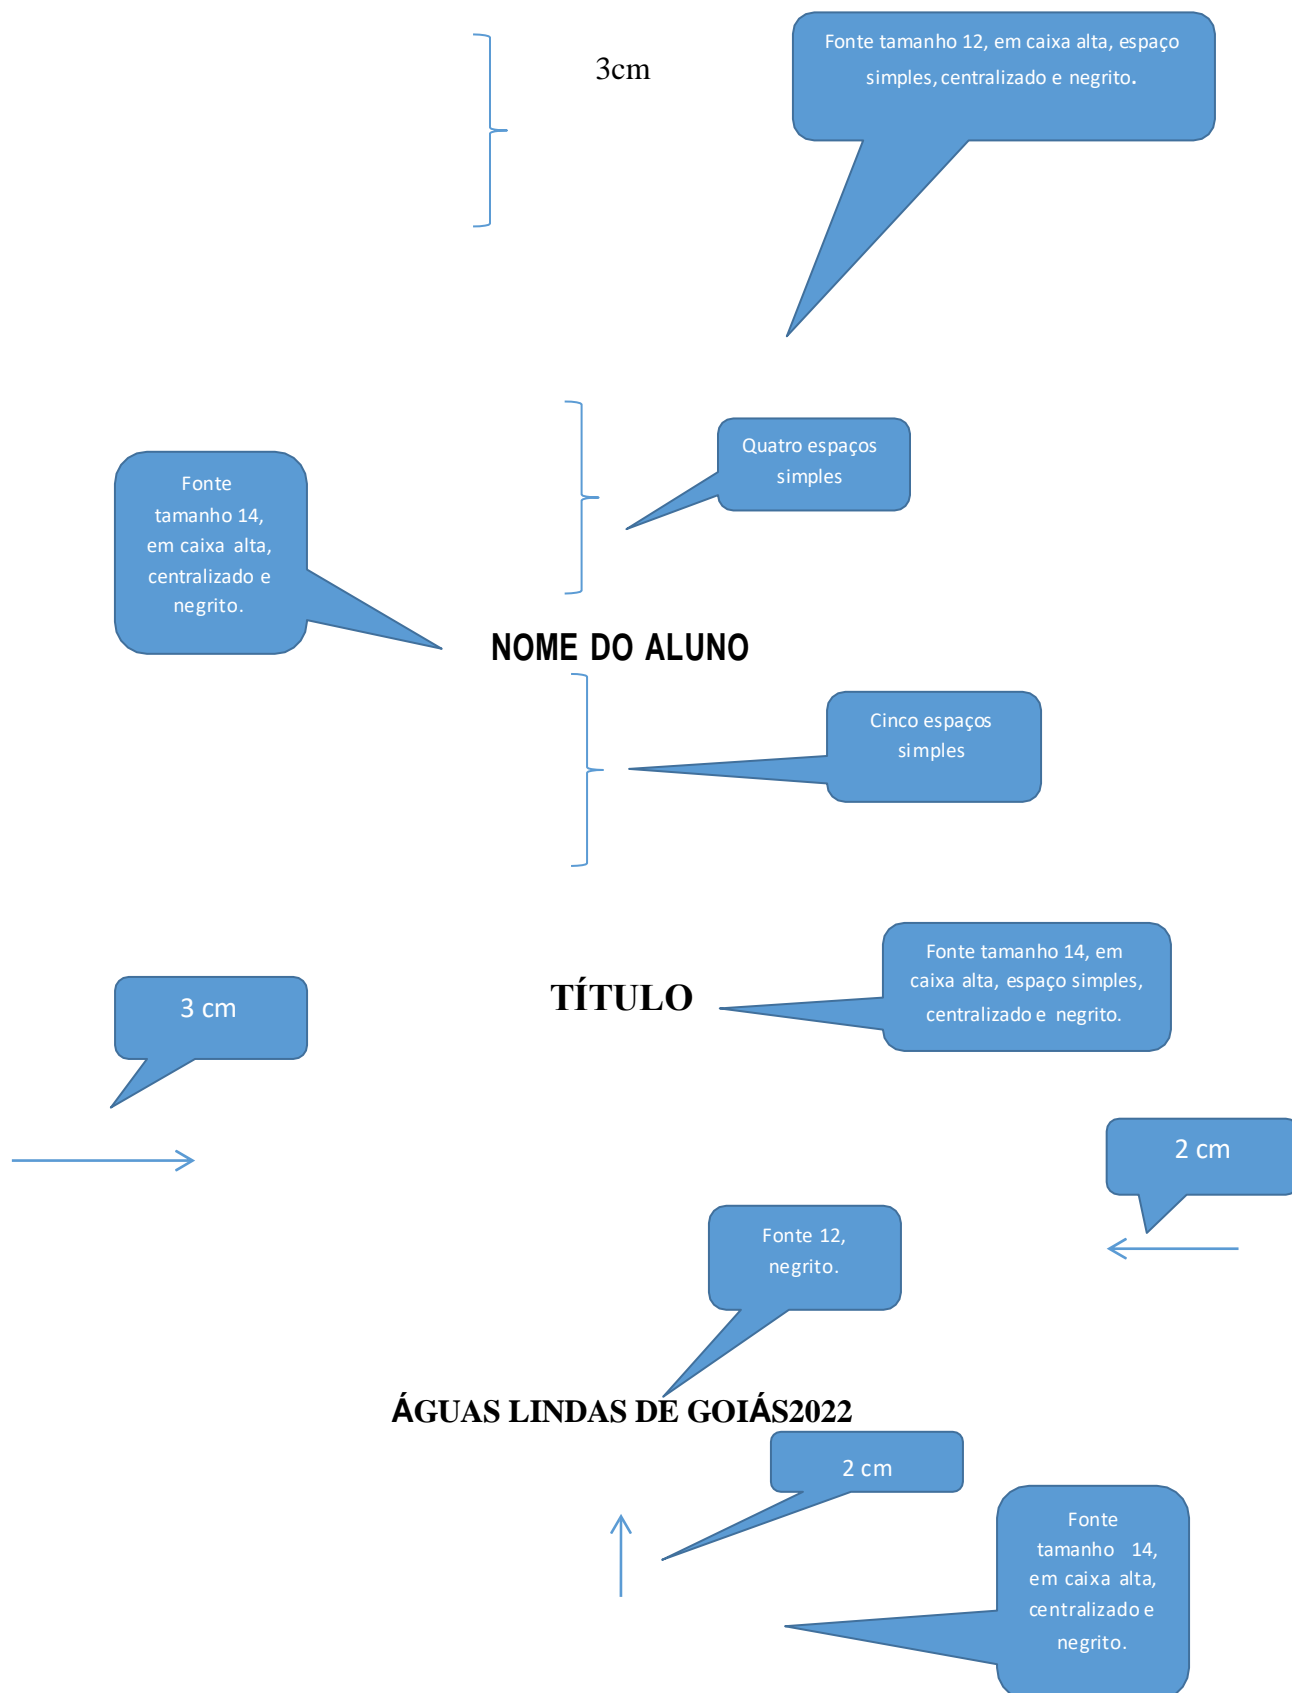 3cm
Fonte tamanho 12, em caixa alta, espaço
simples, centralizado e negrito.
Quatro espaços
simples
Fonte
tamanho 14,
em caixa alta,
centralizado e
negrito.
NOME DO ALUNO
Cinco espaços
simples
Fonte tamanho 14, em
caixa alta, espaço simples,
centralizado e negrito.
TÍTULO
3 cm
2 cm
Fonte 12,
negrito.
ÁGUAS LINDAS DE GOIÁS2022
2 cm
Fonte
tamanho 14,
em caixa alta,
centralizado e
negrito.